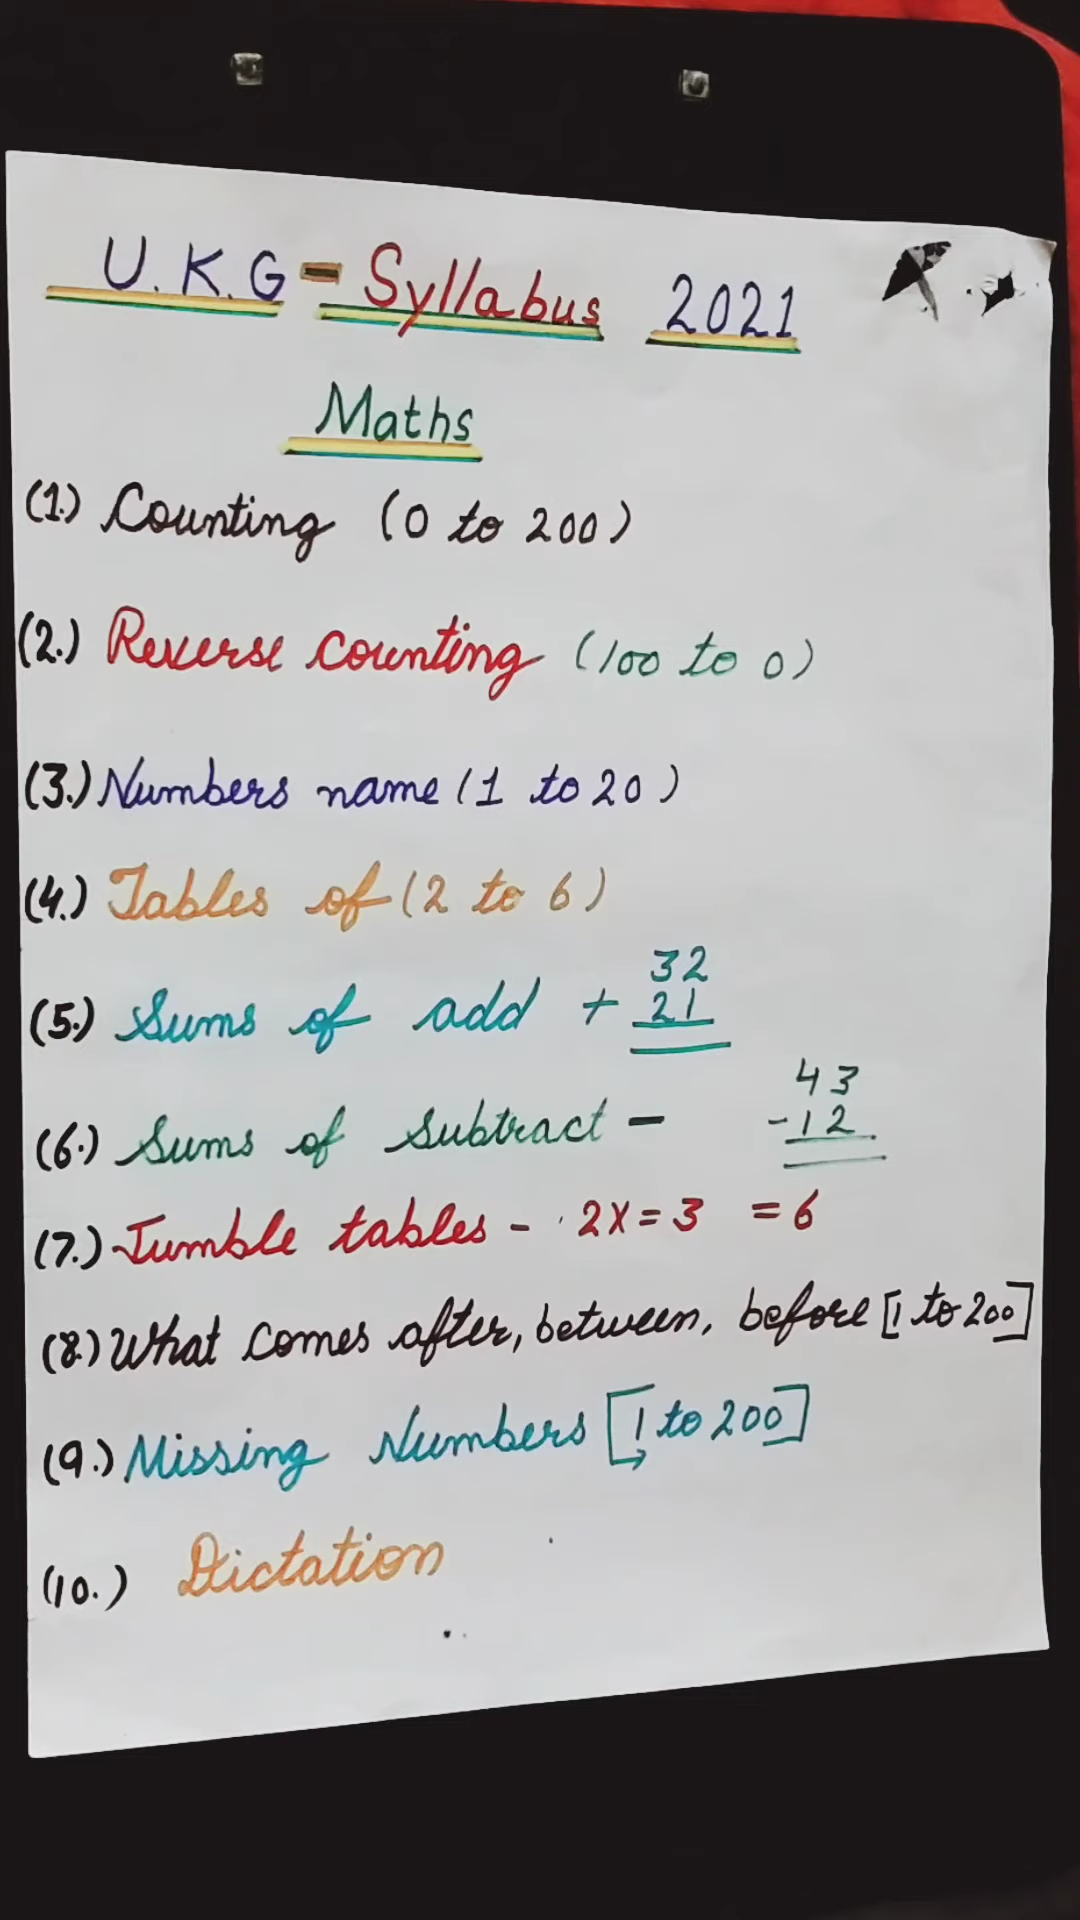 U.K.G - Syllabus 2021
Maths
(1.) Counting (0 to 200)
(2.) Reverse counting (100 to 0)
(3.) Numbers name (1 to 20)
(4.) Tables of (2 to 6)
32
(5.) Sums of add + 21
43
(6.) Sums of Subtract - -12
(7.) Jumble tables - 2X=3 =6
(8.) What comes after, between, before [1 to 200]
(9.) Missing Numbers [1 to 200]
(10.) Dictation